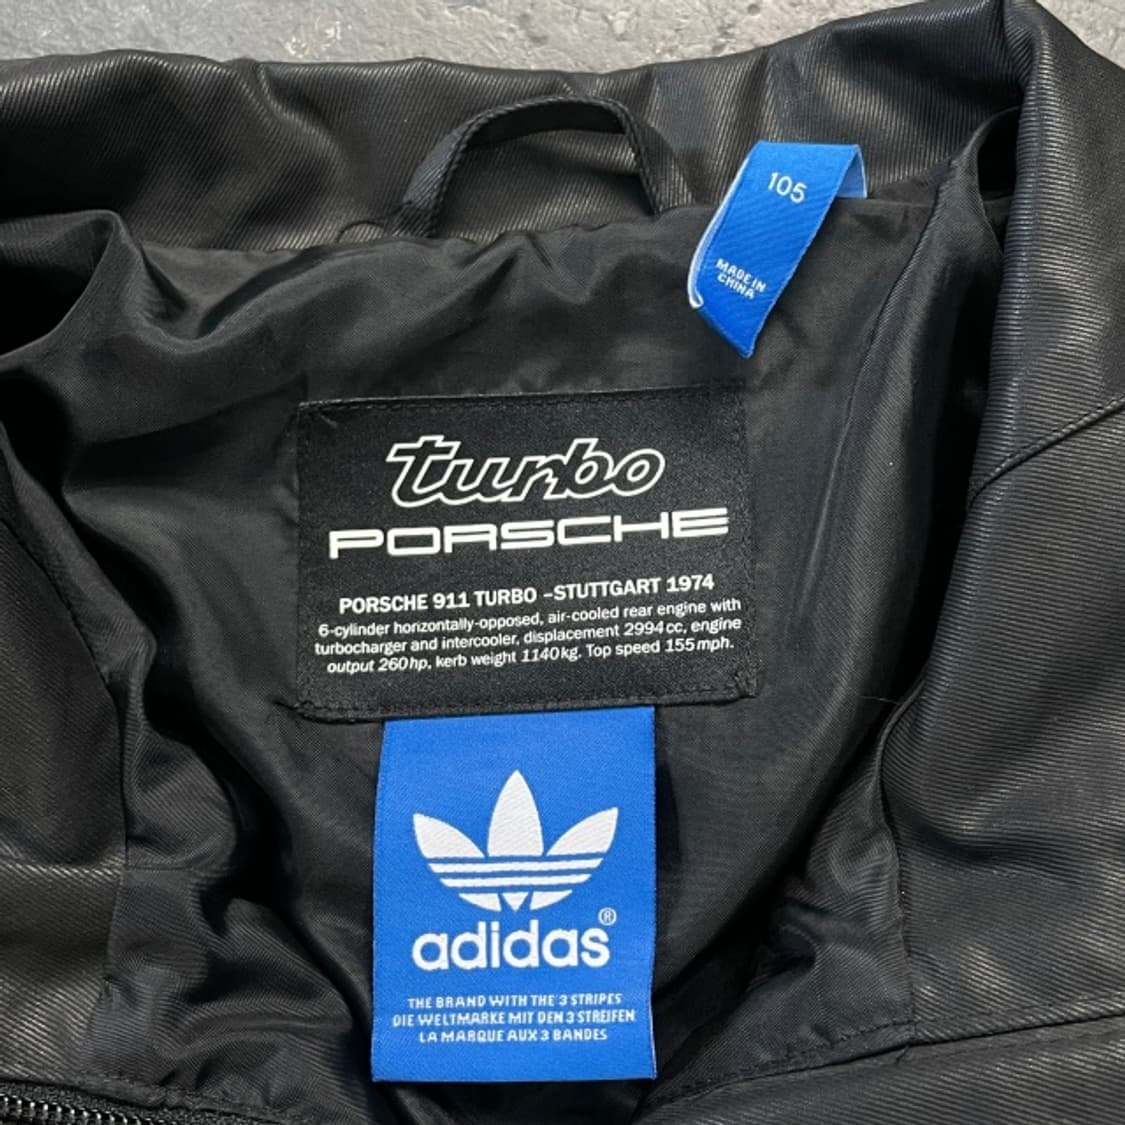 105
MADE IN
CHINA
turbo
PORSCHE
PORSCHE 911 TURBO –STUTTGART 1974
6-cylinder horizontally-opposed, air-cooled rear engine with
turbocharger and intercooler, displacement 2994cc, engine
output 260hp, kerb weight 1140kg. Top speed 155mph.
adidas®
THE BRAND WITH THE 3 STRIPES
DIE WELTMARKE MIT DEN 3 STREIFEN
LA MARQUE AUX 3 BANDES